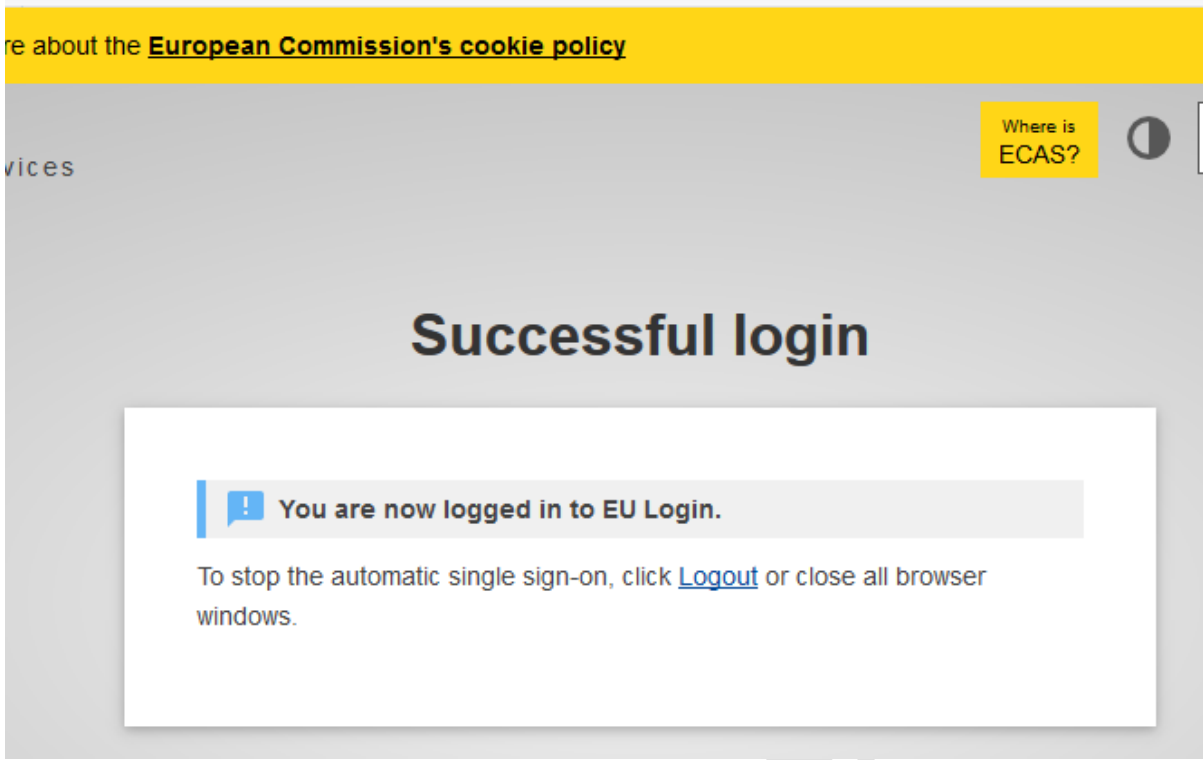 re about the European Commission's cookie policy
Where is
ECAS?
vices
Successful login
You are now logged in to EU Login.
To stop the automatic single sign-on, click Logout or close all browser
windows.